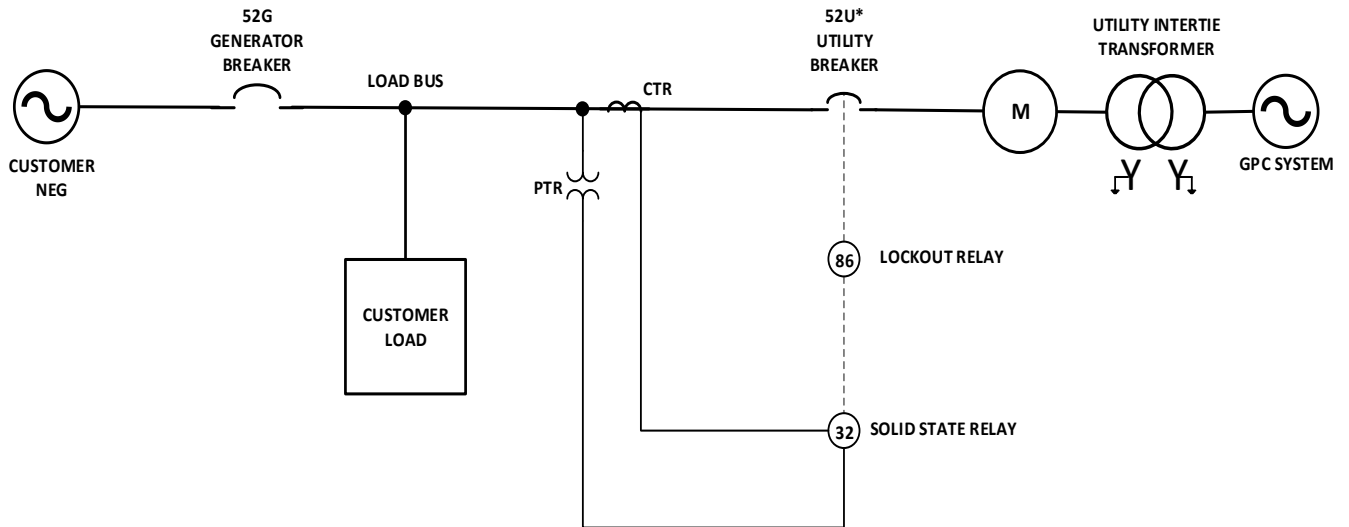 52G
GENERATOR
BREAKER
52U*
UTILITY
BREAKER
UTILITY INTERTIE
TRANSFORMER
LOAD BUS
CTR
M
CUSTOMER
NEG
GPC SYSTEM
PTR
86
LOCKOUT RELAY
CUSTOMER
LOAD
32
SOLID STATE RELAY